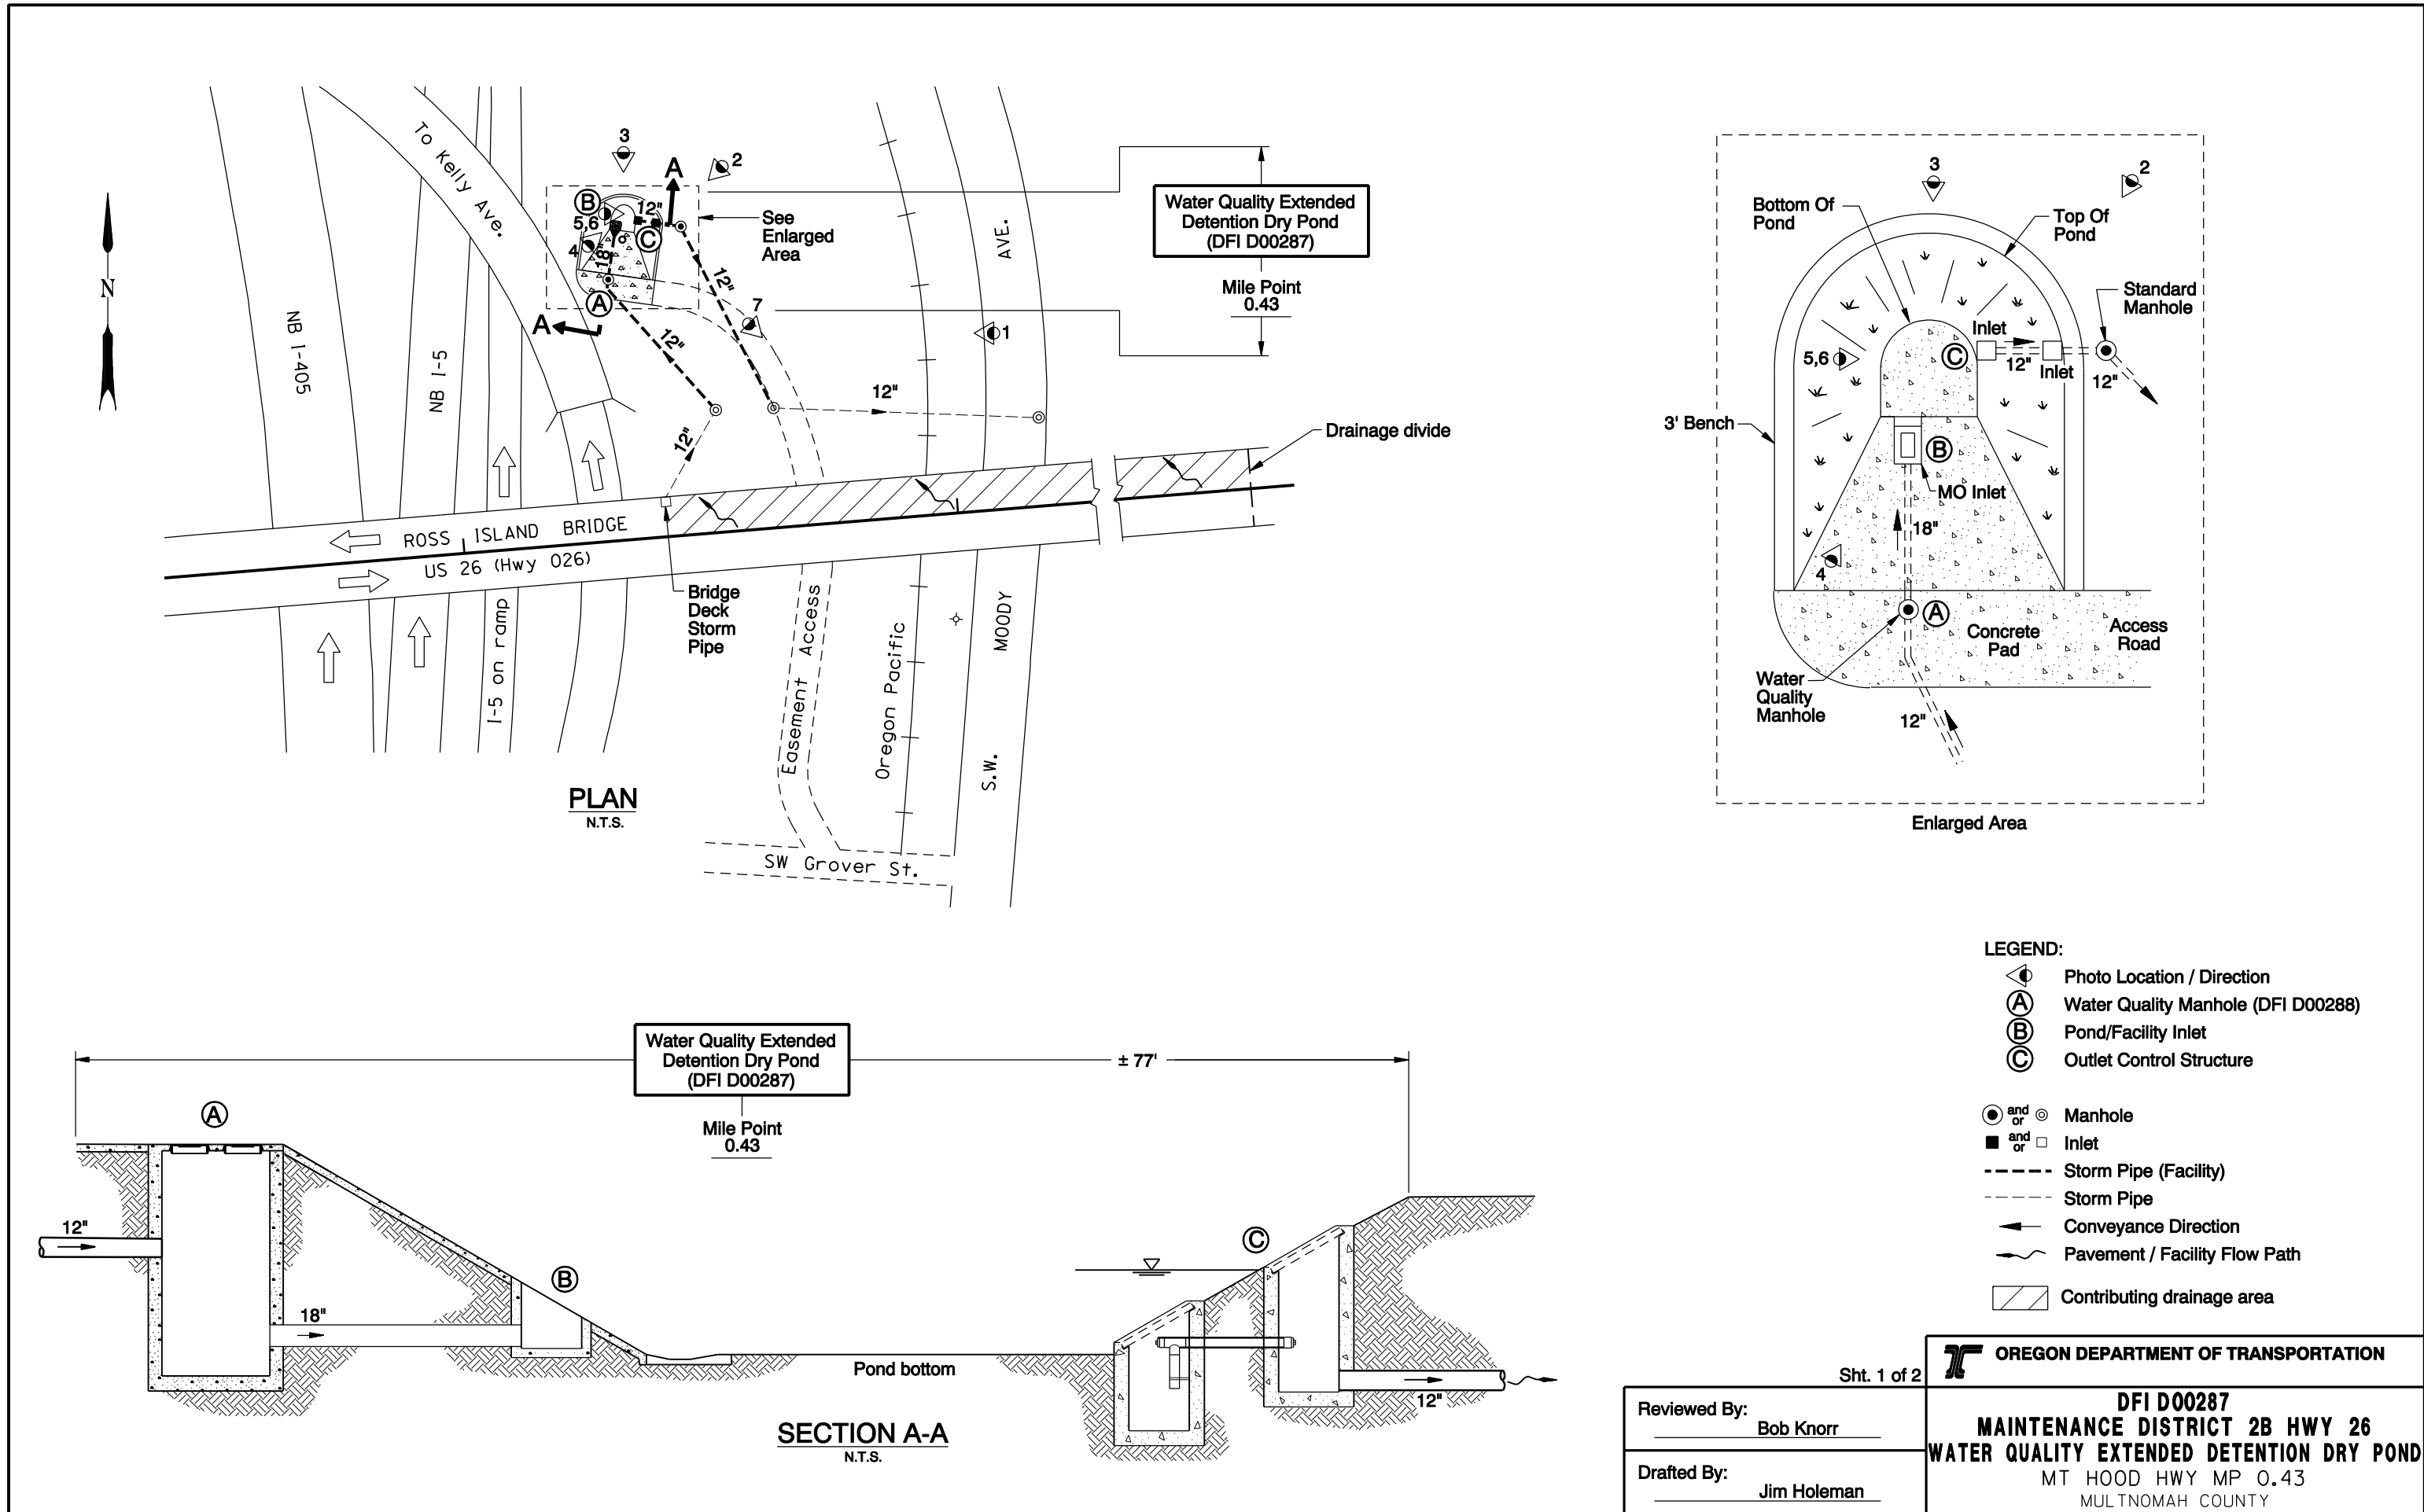 To Kelly Ave.
3
2
A
B
12"
5,6
C
4
18"
A
A
See
Enlarged
Area
12"
7
12"
1
AVE.
N
NB I-405
NB I-5
12"
12"
Water Quality Extended
Detention Dry Pond
(DFI D00287)
Mile Point
0.43
Drainage divide
ROSS ISLAND BRIDGE
US 26 (Hwy 026)
I-5 on ramp
Bridge
Deck
Storm
Pipe
Easement Access
Oregon Pacific
S.W. MOODY
SW Grover St.
PLAN
N.T.S.
3
2
Bottom Of
Pond
Top Of
Pond
Standard
Manhole
Inlet
5,6
C
12"
Inlet
12"
3' Bench
B
MO Inlet
18"
4
A
Concrete
Pad
Access
Road
Water
Quality
Manhole
12"
Enlarged Area
LEGEND:
Photo Location / Direction
A Water Quality Manhole (DFI D00288)
B Pond/Facility Inlet
C Outlet Control Structure
and or Manhole
and or Inlet
Storm Pipe (Facility)
Storm Pipe
Conveyance Direction
Pavement / Facility Flow Path
Contributing drainage area
Water Quality Extended
Detention Dry Pond
(DFI D00287)
± 77'
Mile Point
0.43
A
12"
18"
B
C
Pond bottom
12"
SECTION A-A
N.T.S.
Sht. 1 of 2
OREGON DEPARTMENT OF TRANSPORTATION
Reviewed By:
Bob Knorr
Drafted By:
Jim Holeman
DFI D00287
MAINTENANCE DISTRICT 2B HWY 26
WATER QUALITY EXTENDED DETENTION DRY POND
MT HOOD HWY MP 0.43
MULTNOMAH COUNTY